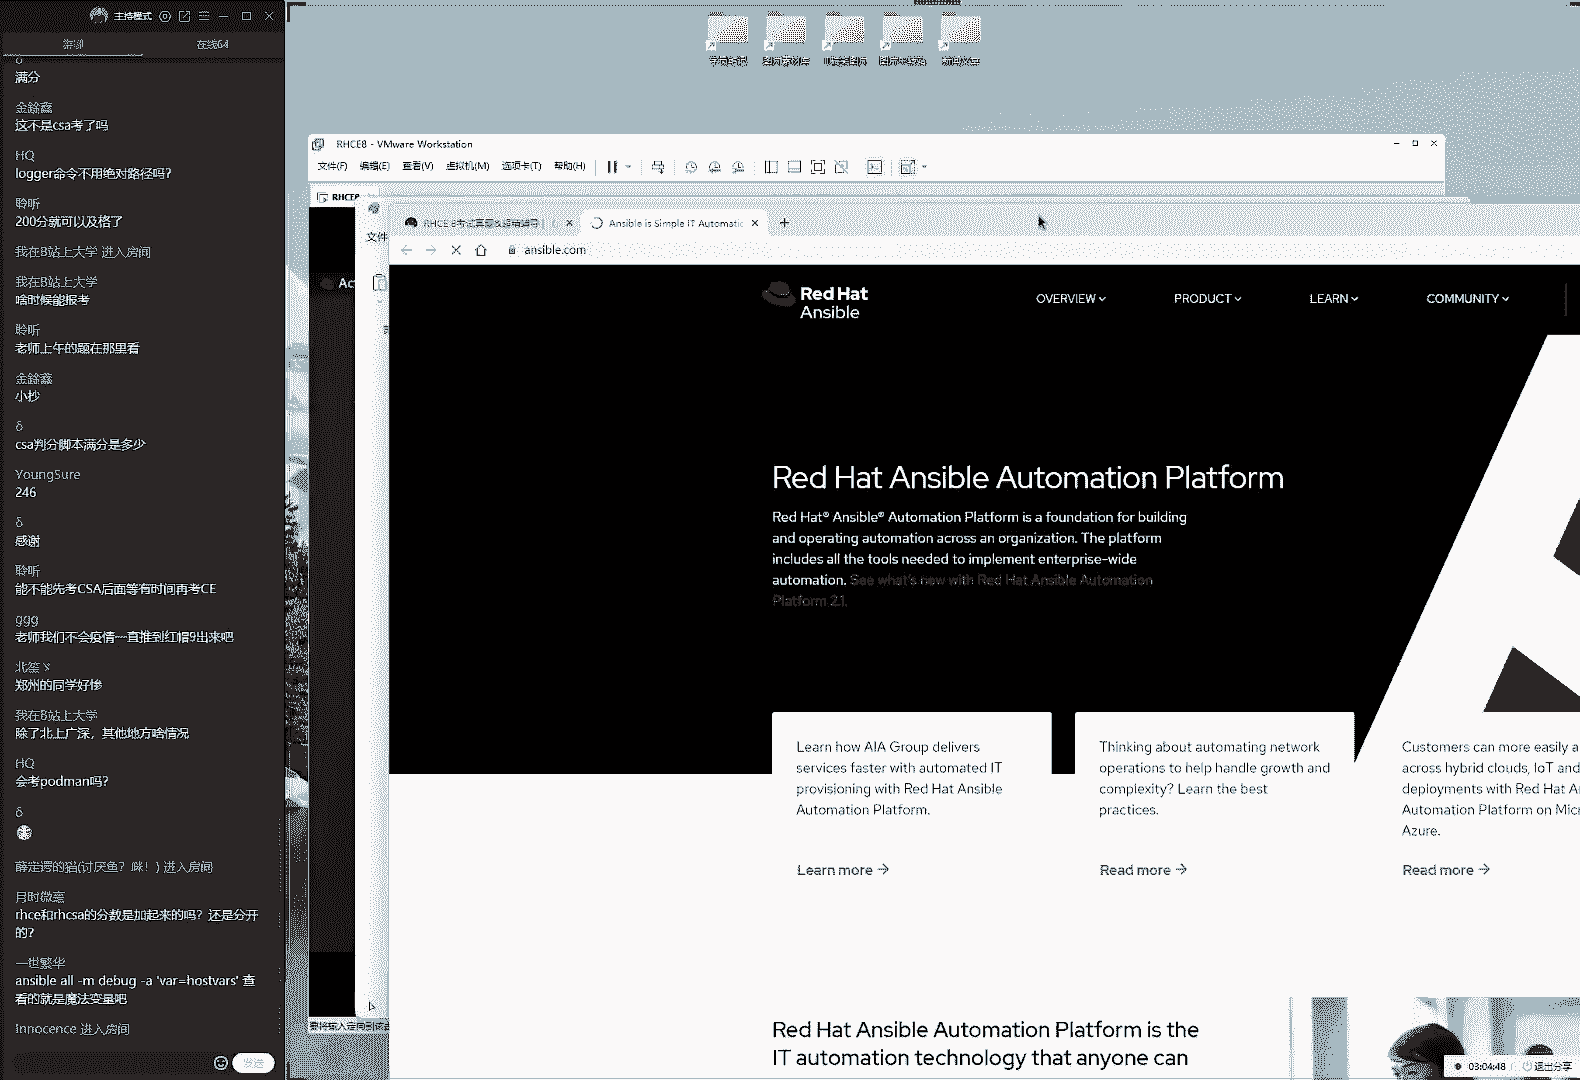 主持模式
在线64
δ
满分
金鎔鑫
这不是csa考了吗
HQ
logger命令不用绝对路径吗?
聆听
200分就可以及格了
我在B站上大学 进入房间
我在B站上大学
啥时候能报考
聆听
老师上午的题在那里看
金鎔鑫
小抄
δ
csa判分脚本满分是多少
YoungSure
246
δ
感谢
聆听
能不能先考CSA后面等有时间再考CE
ggg
老师我们不会疫情一直推到红帽9出来吧
郑州的同学好惨
我在B站上大学
除了北上广深，其他地方啥情况
HQ
会考podman吗?
δ
薛定谔的猫(讨厌鱼？咪！) 进入房间
rhce和rhcsa的分数是加起来的吗？还是分开
的?
一世繁华
ansible all -m debug -a 'var=hostvars' 查
看的就是魔法变量吧
Innocence 进入房间
发送
RHCE8 - VMware Workstation
文件(F) 编辑(E) 查看(V) 虚拟机(M) 选项卡(T) 帮助(H)
RHCE8
文件
Ac
Ansible is Simple IT Automatic
ansible.com
Red Hat
Ansible
OVERVIEW
PRODUCT
LEARN
COMMUNITY
Red Hat Ansible Automation Platform
Red Hat® Ansible® Automation Platform is a foundation for building
and operating automation across an organization. The platform
includes all the tools needed to implement enterprise-wide
automation. See what's new with Red Hat Ansible Automation
Platform 2.1.
Learn how AIA Group delivers
services faster with automated IT
provisioning with Red Hat Ansible
Automation Platform.
Learn more →
Thinking about automating network
operations to help handle growth and
complexity? Learn the best
practices.
Read more →
Customers can more easily a
across hybrid clouds, IoT and
deployments with Red Hat A
Automation Platform on Mic
Azure.
Read more →
Red Hat Ansible Automation Platform is the
IT automation technology that anyone can
03:04:48
退出分享